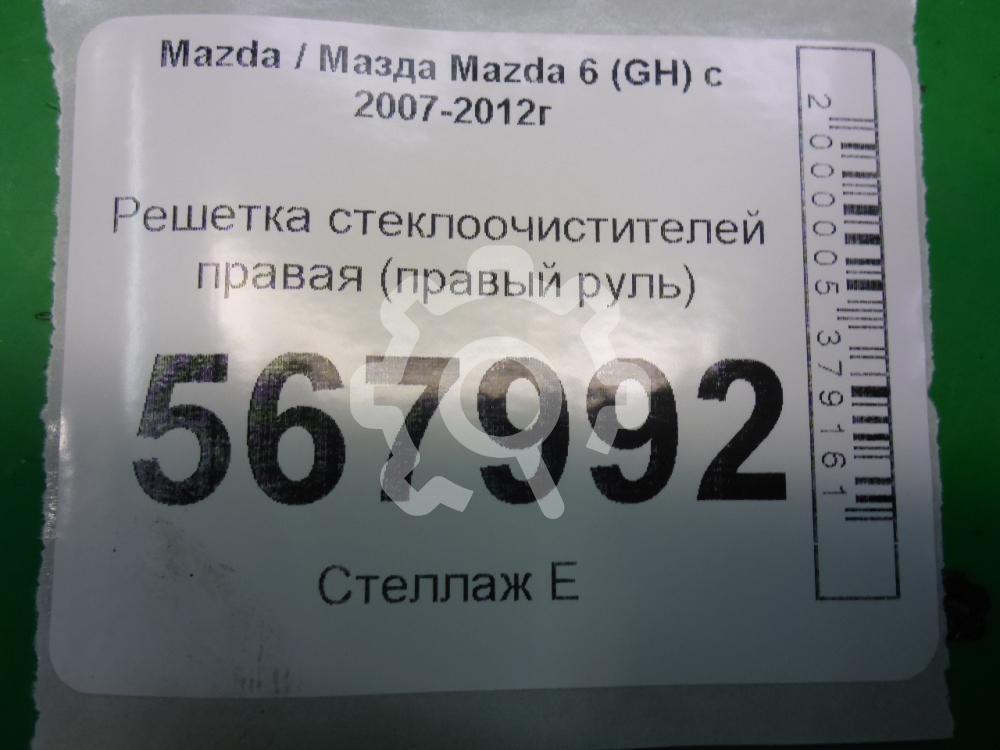 Mazda / Мазда Mazda 6 (GH) с
2007-2012г
Решетка стеклоочистителей
правая (правый руль)
567992
Стеллаж E
2000005379161